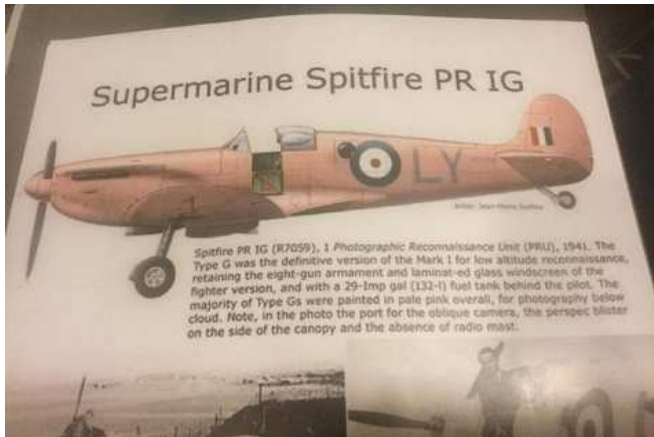 Supermarine Spitfire PR IG
LY
Spitfire PR IG (R7059), 1 Photographic Reconnaissance Unit (PRU), 1941. The
Type G was the definitive version of the Mark 1 for low altitude reconnaissance,
retaining the eight-gun armament and laminat-ed glass windscreen of the
fighter version, and with a 29-Imp gal (132-l) fuel tank behind the pilot. The
majority of Type Gs were painted in pale pink overall, for photography below
cloud. Note, in the photo the port for the oblique camera, the perspec blister
on the side of the canopy and the absence of radio mast.